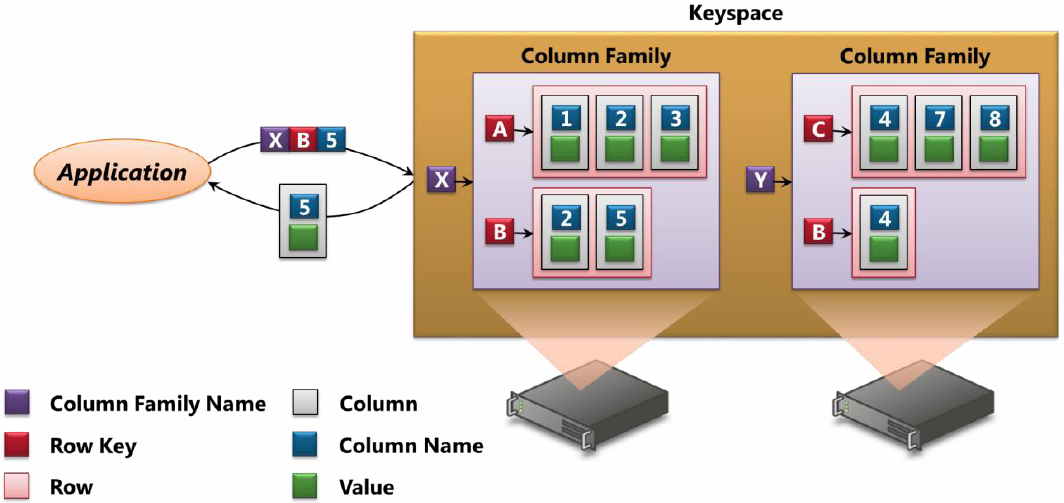 Keyspace
Column Family
Column Family
A
1
2
3
C
4
7
8
X B 5
Application
X
Y
5
B
2
5
B
4
Column Family Name
Column
Row Key
Column Name
Row
Value